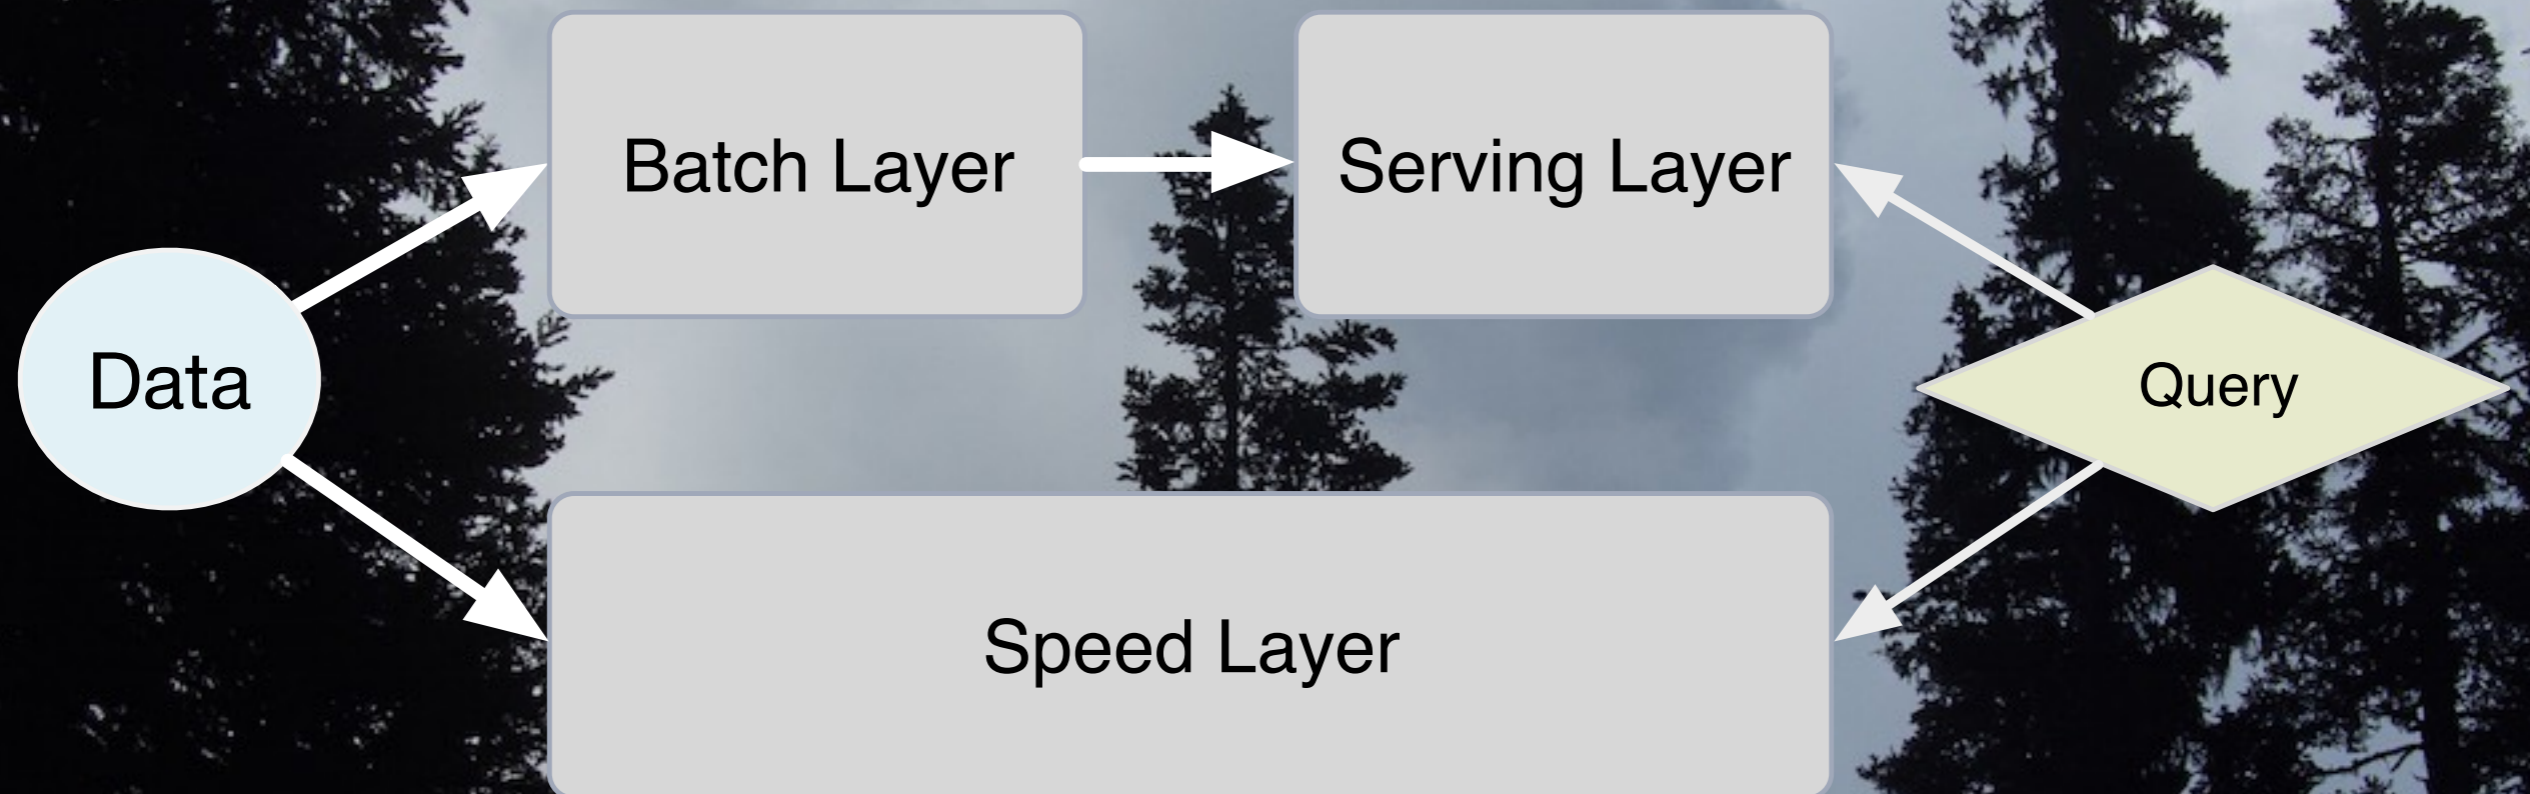 Batch Layer
Serving Layer
Data
Query
Speed Layer